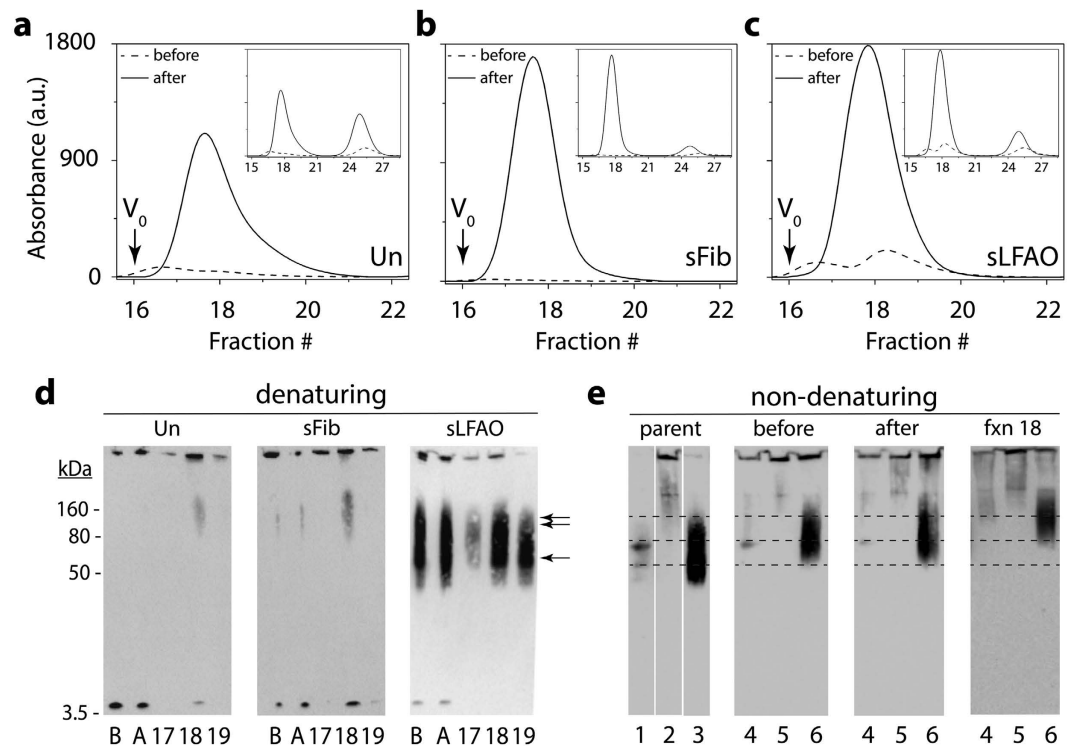 a
b
c
1800
900
0
Absorbance (a.u.)
before
after
15 18 21 24 27
V0
Un
16 18 20 22
Fraction #
before
after
15 18 21 24 27
V0
sFib
16 18 20 22
Fraction #
before
after
15 18 21 24 27
V0
sLFAO
16 18 20 22
Fraction #
d
denaturing
Un sFib sLFAO
kDa
160 -
80 -
50 -
3.5 -
B A 17 18 19 B A 17 18 19 B A 17 18 19
e
non-denaturing
parent before after fxn 18
1 2 3 4 5 6 4 5 6 4 5 6